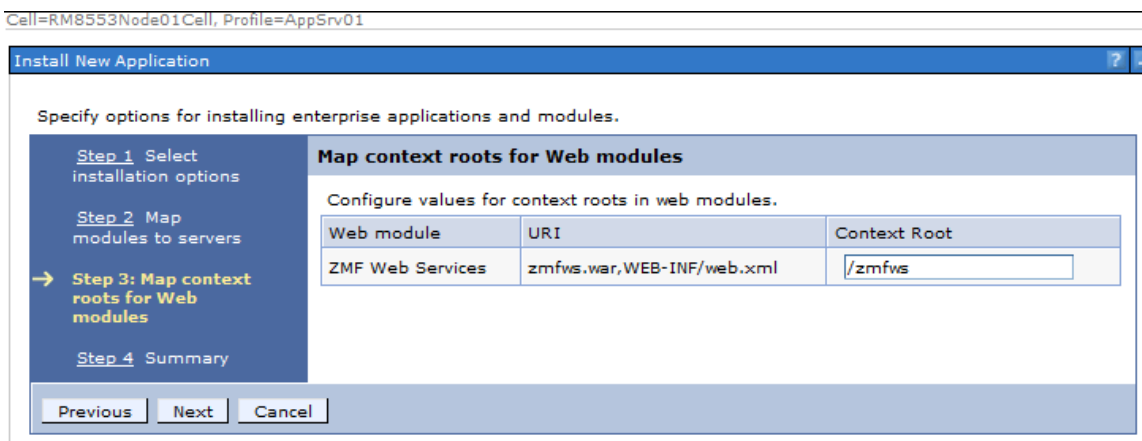 Cell=RM8553Node01Cell, Profile=AppSrv01
Install New Application
?
Specify options for installing enterprise applications and modules.
Step 1 Select
installation options
Step 2 Map
modules to servers
Step 3: Map context
roots for Web
modules
Step 4 Summary
Map context roots for Web modules
Configure values for context roots in web modules.
Web module URI Context Root
ZMF Web Services zmfws.war,WEB-INF/web.xml /zmfws
Previous Next Cancel